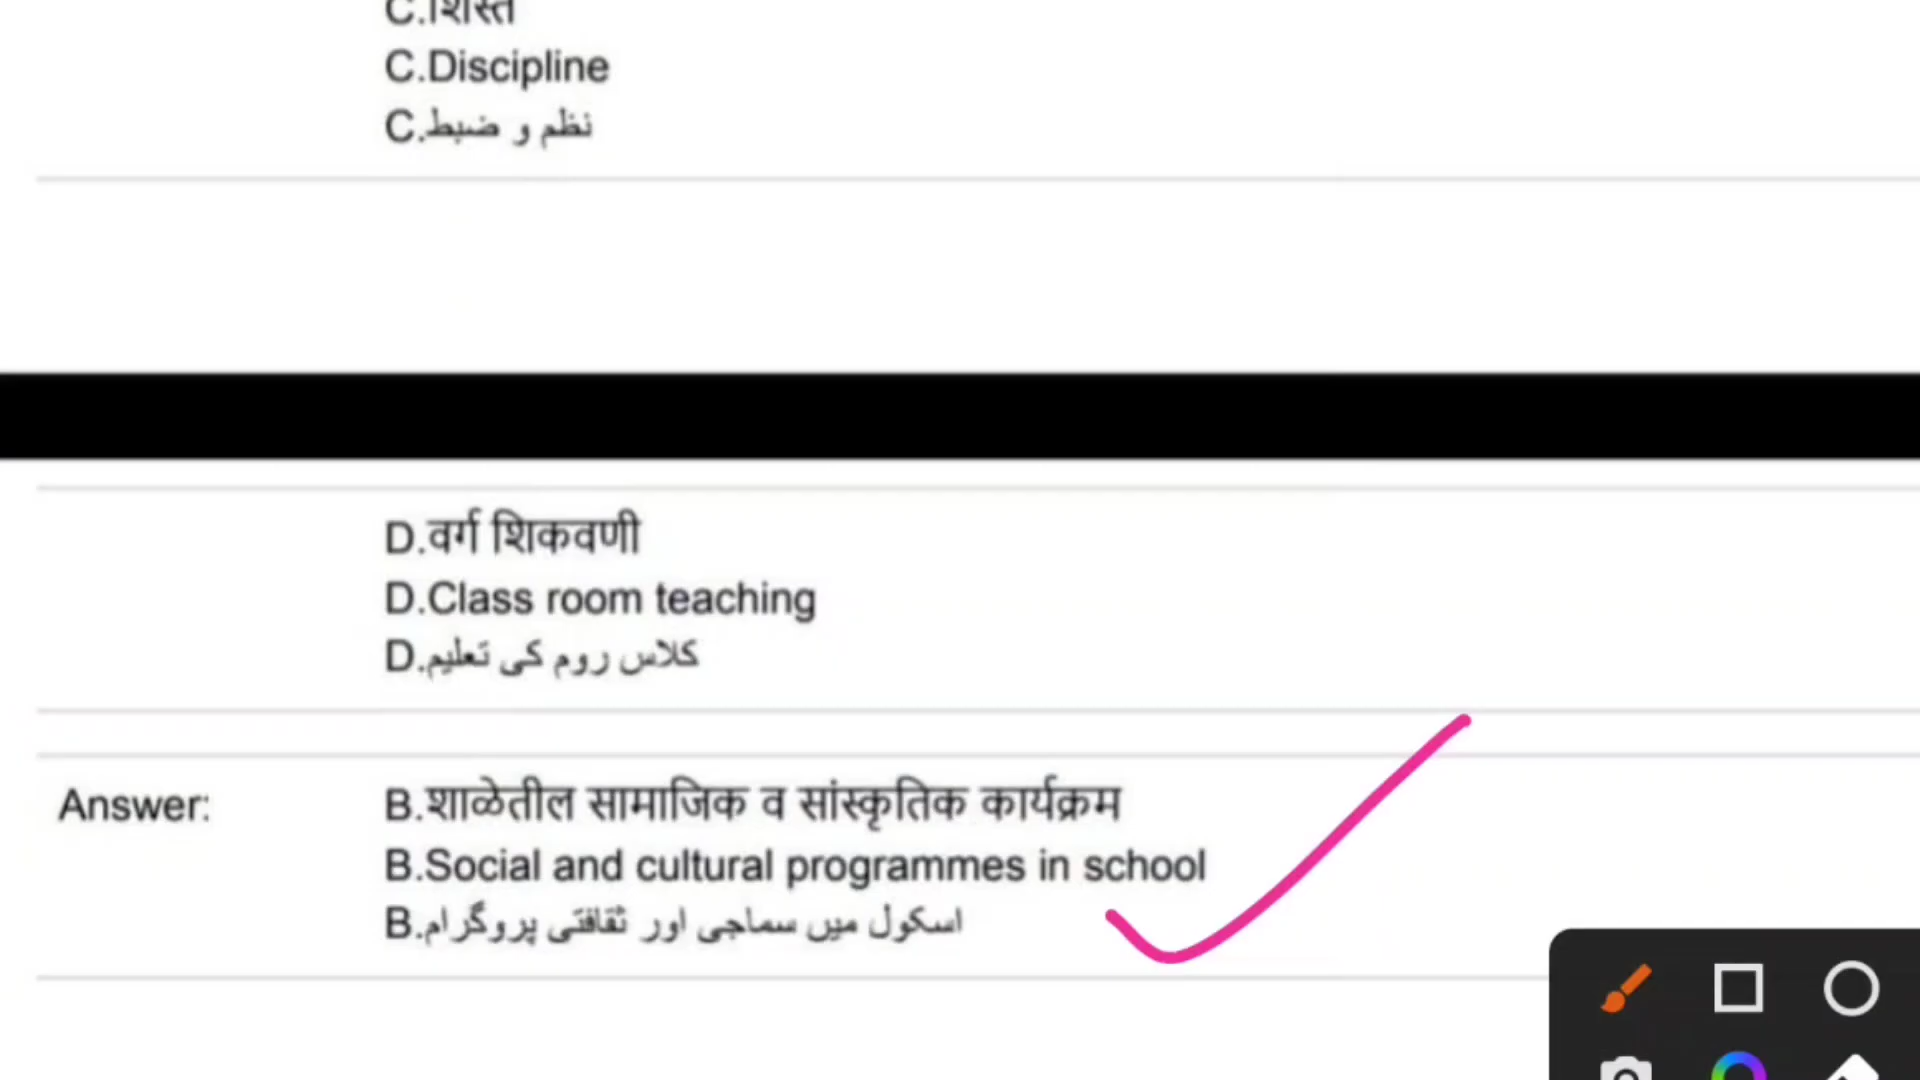 C.शिस्त
C.Discipline
C.نظم و ضبط
D.वर्ग शिकवणी
D.Class room teaching
D.کلاس روم کی تعلیم
Answer: B.शाळेतील सामाजिक व सांस्कृतिक कार्यक्रम
B.Social and cultural programmes in school
B.اسکول میں سماجی اور ثقافتی پروگرام